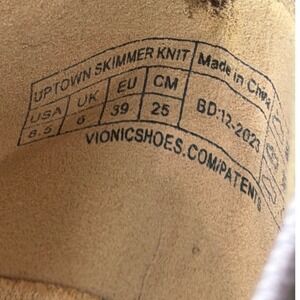 UPTOWN SKIMMER KNIT Made in China
USA UK EU CM BD-12-2023
8.5 6 39 25
VIONICSHOES.COM/PATENTS